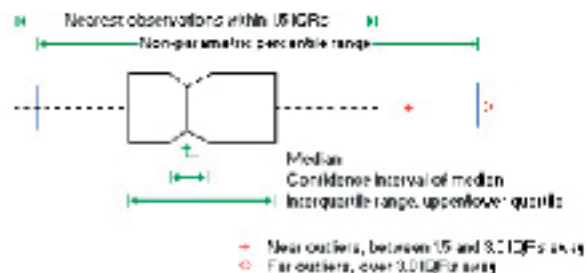 Nearest observations within 1.5 IQRs
Non-parametric percentile range
Median
Confidence interval of median
Interquartile range, upper/lower quartile
Near outliers, between 1.5 and 3.0 IQRs away
Far outliers, over 3.0 IQRs away